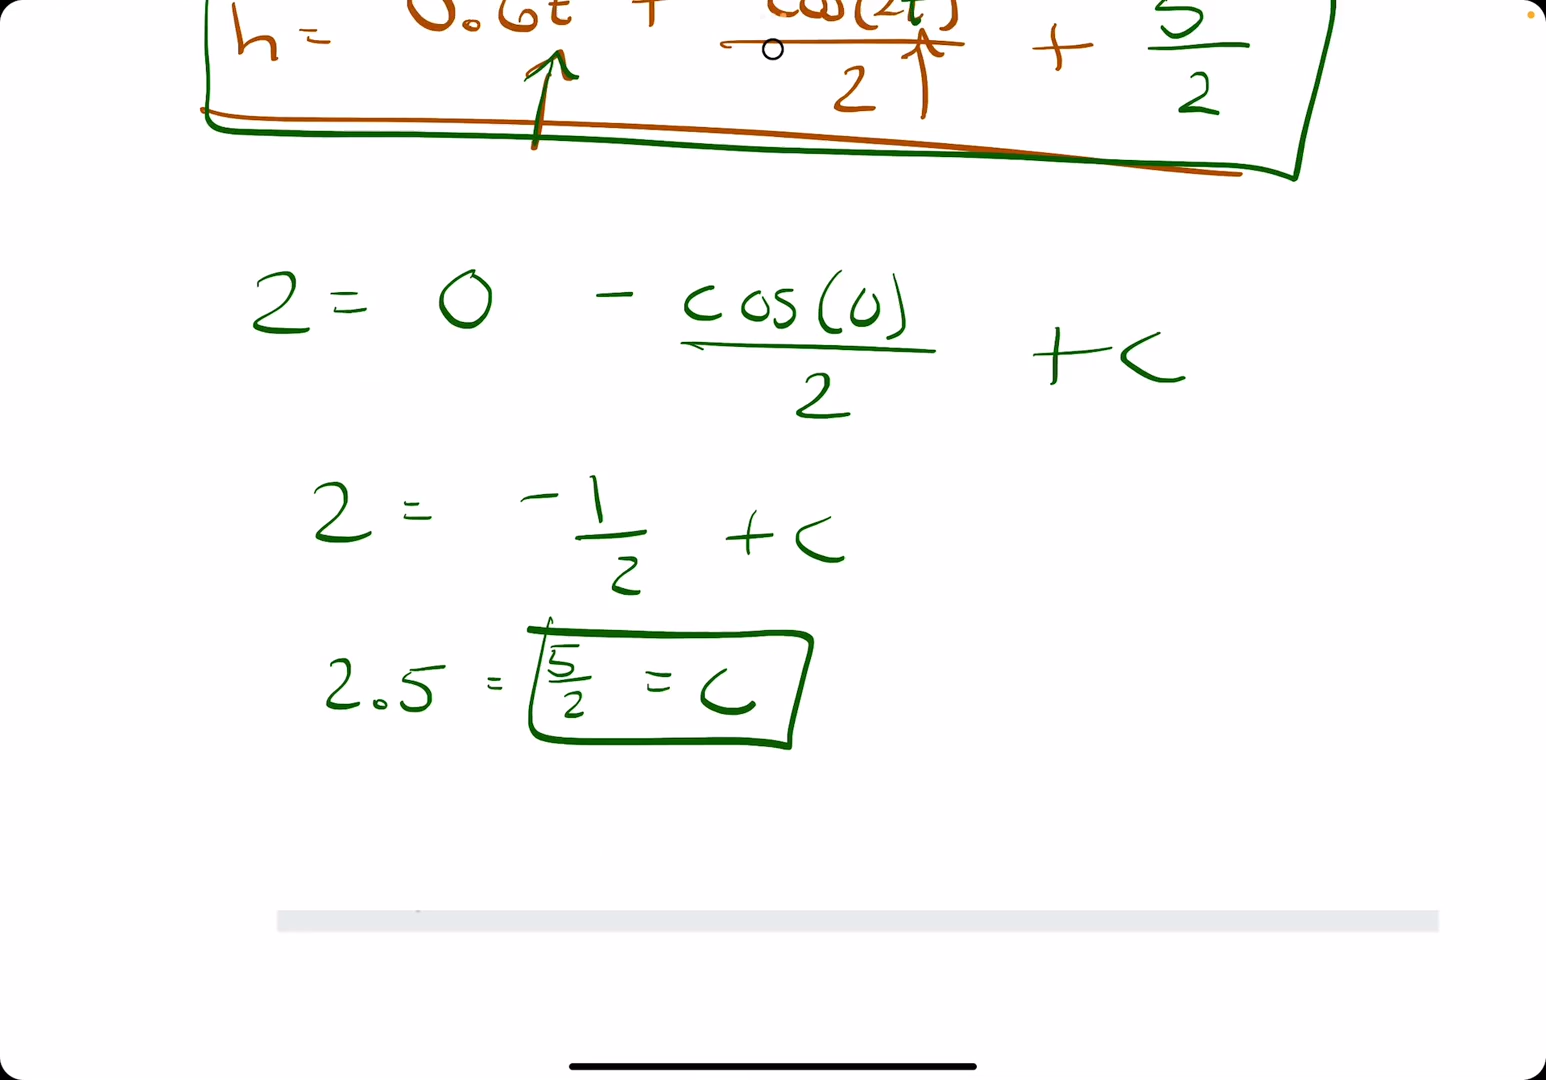 h = 0.6t + cos(2t)/2 + 5/2
2 = 0 - cos(0)/2 + c
2 = -1/2 + c
2.5 = 5/2 = c